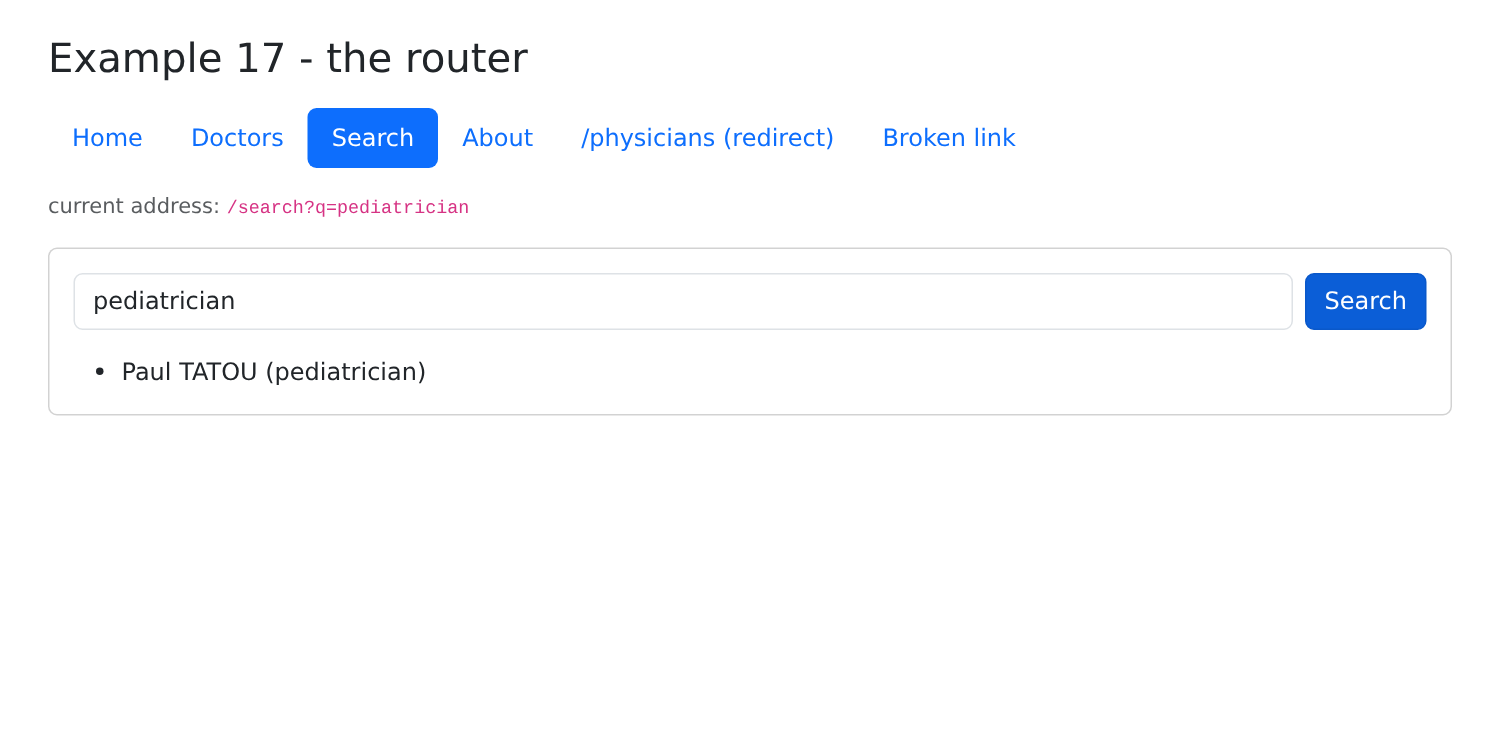 Example 17 - the router
Home Doctors Search About /physicians (redirect) Broken link
current address: /search?q=pediatrician
pediatrician Search
• Paul TATOU (pediatrician)